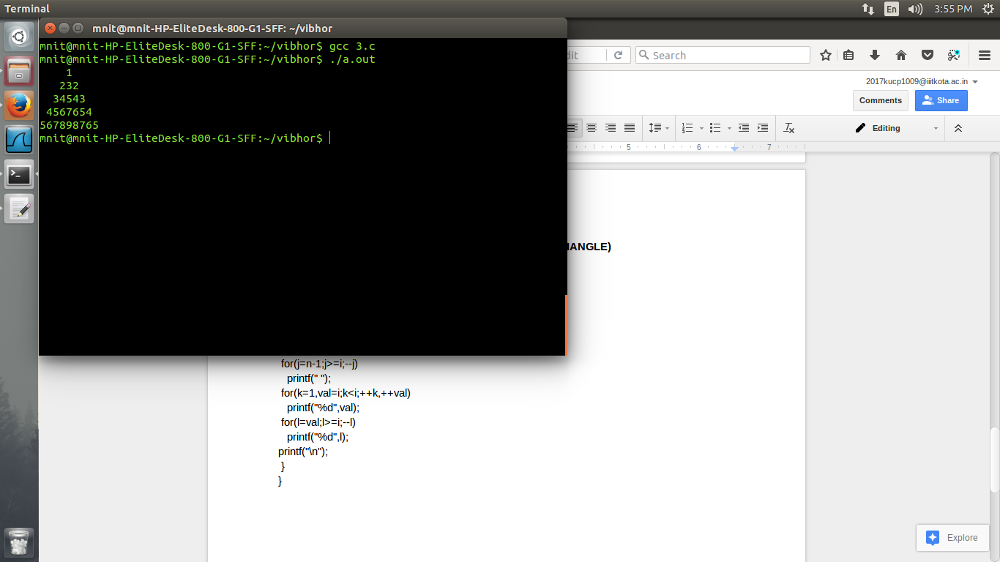 Terminal
En
3:55 PM
mnit@mnit-HP-EliteDesk-800-G1-SFF: ~/vibhor
mnit@mnit-HP-EliteDesk-800-G1-SFF:~/vibhor$ gcc 3.c
mnit@mnit-HP-EliteDesk-800-G1-SFF:~/vibhor$ ./a.out
    1
   232
  34543
 4567654
567898765
mnit@mnit-HP-EliteDesk-800-G1-SFF:~/vibhor$
Search
2017kucp1009@iiitkota.ac.in
Comments
Share
Editing
5 6 7
ANGLE)
for(j=n-1;j>=i;--j)
printf(" ");
for(k=1,val=i;k<i;++k,++val)
printf("%d",val);
for(l=val;l>=i;--l)
printf("%d",l);
printf("\n");
}
}
Explore